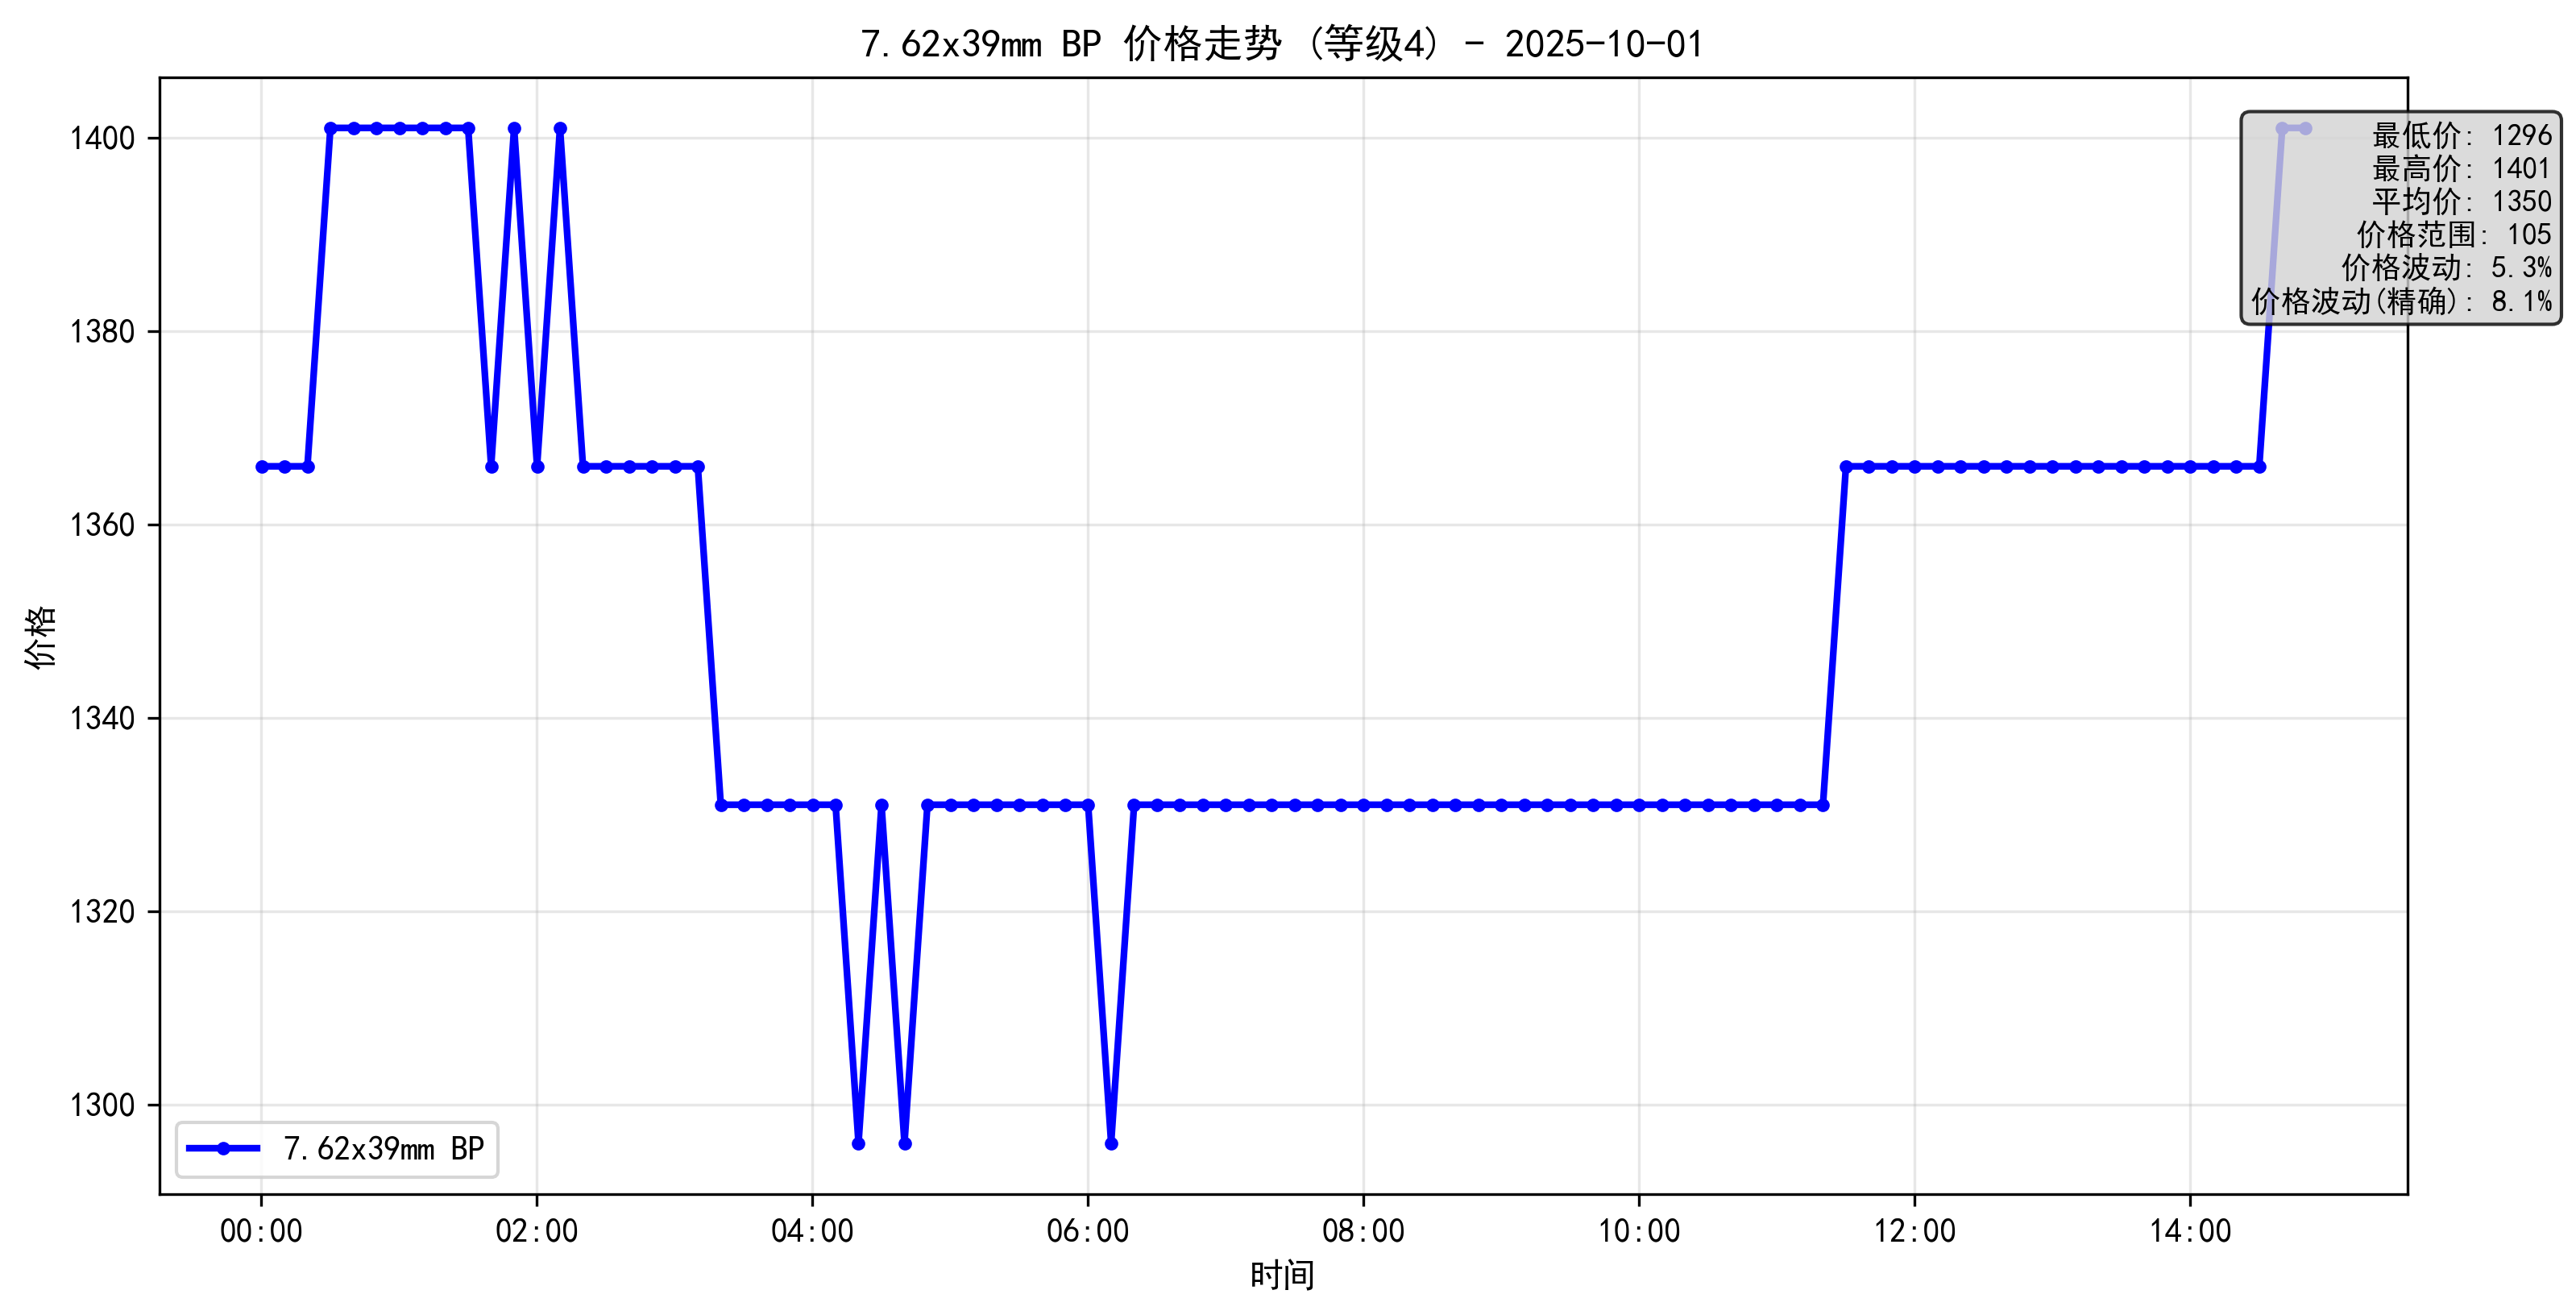 7.62x39mm BP 价格走势 (等级4) - 2025-10-01
最低价: 1296
最高价: 1401
平均价: 1350
价格范围: 105
价格波动: 5.3%
价格波动(精确): 8.1%
1400
1380
1360
1340
1320
1300
价格
7.62x39mm BP
00:00 02:00 04:00 06:00 08:00 10:00 12:00 14:00
时间